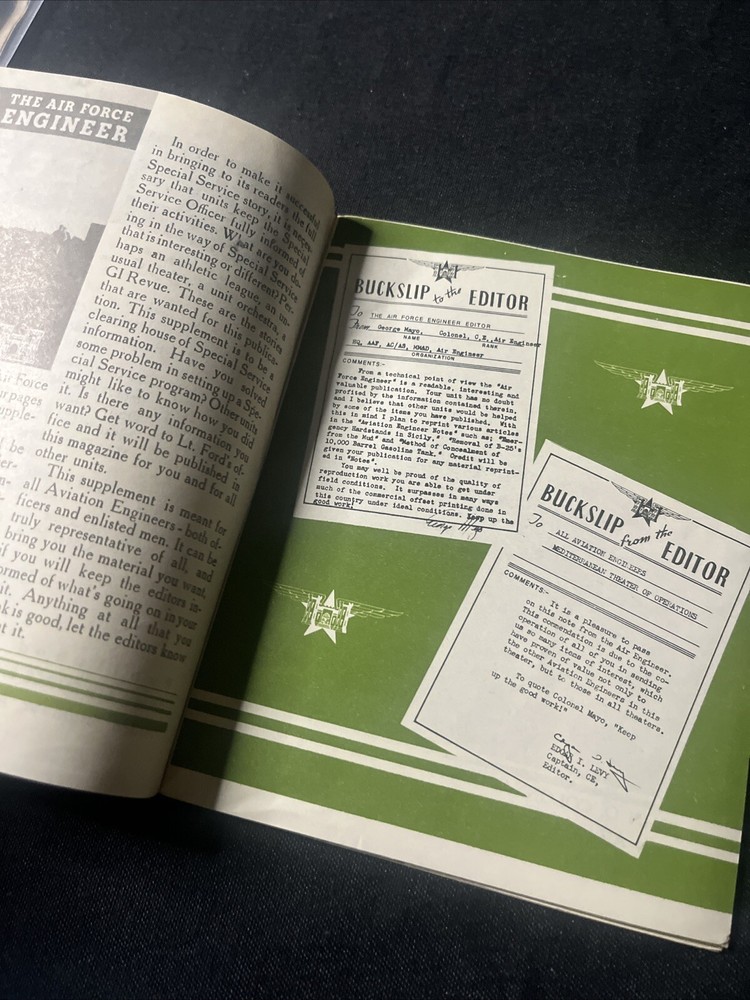 THE AIR FORCE
ENGINEER
Air Force
In order to make it successful
in bringing to its readers the full
Special Service story, it is neces-
sary that units keep the Special
Service Officer fully informed of
their activities. What are you do-
ing in the way of Special Service
that is interesting or different? Per-
haps an athletic league, an un-
usual theater, a unit orchestra, a
GI Revue. These are the stories
that are wanted for this publica-
tion. This supplement is to be a
clearing house of Special Service
information. Have you solved
some problem in setting up a Spe-
cial Service program? Other units
might like to know how you did
it. Is there any information you
want? Get word to Lt. Ford's of-
fice and it will be published in
this magazine for you and for all
other units.
This supplement is meant for
all Aviation Engineers - both of-
ficers and enlisted men. It can be
truly representative of all, and
bring you the material you want,
if you will keep the editors in-
formed of what's going on in your
it. Anything at all that you
k is good, let the editors know
t it.
BUCKSLIP to the EDITOR
To THE AIR FORCE ENGINEER EDITOR
From George Mayo, Colonel, C.E., Air Engineer
NAME RANK
HQ, AAF, AC/AS, MM&D, Air Engineer
ORGANIZATION
COMMENTS:-
From a technical point of view the "Air
Force Engineer" is a readable, interesting and
valuable publication. Your unit has no doubt
profited by the information contained therein,
and I believe that other units would be helped
by some of the items you have published. With
this in mind I plan to reprint various articles
in the "Aviation Engineer Notes", such as; "Emer-
gency Hardstands in Sicily," "Removal of B-25's
from the Mud" and "Method of Concealment of
10,000 Barrel Gasoline Tank." Credit will be
given your publication for any material reprint-
ed in "Notes".
You may well be proud of the quality of
reproduction work you are able to get under
field conditions. It surpasses in many ways
much of the commercial offset printing done in
this country under ideal conditions. Keep up the
good work!
BUCKSLIP from the EDITOR
To ALL AVIATION ENGINEERS
MEDITERRANEAN THEATER OF OPERATIONS
COMMENTS:-
It is a pleasure to pass
on this note from the Air Engineer.
This commendation is due to the co-
operation of all of you in sending
us so many items of interest, which
have proven of value not only to
the other Aviation Engineers in this
theater, but to those in all theaters.
To quote Colonel Mayo, "Keep
up the good work!"
EDGAR I. LEVY
Captain, CE,
Editor.